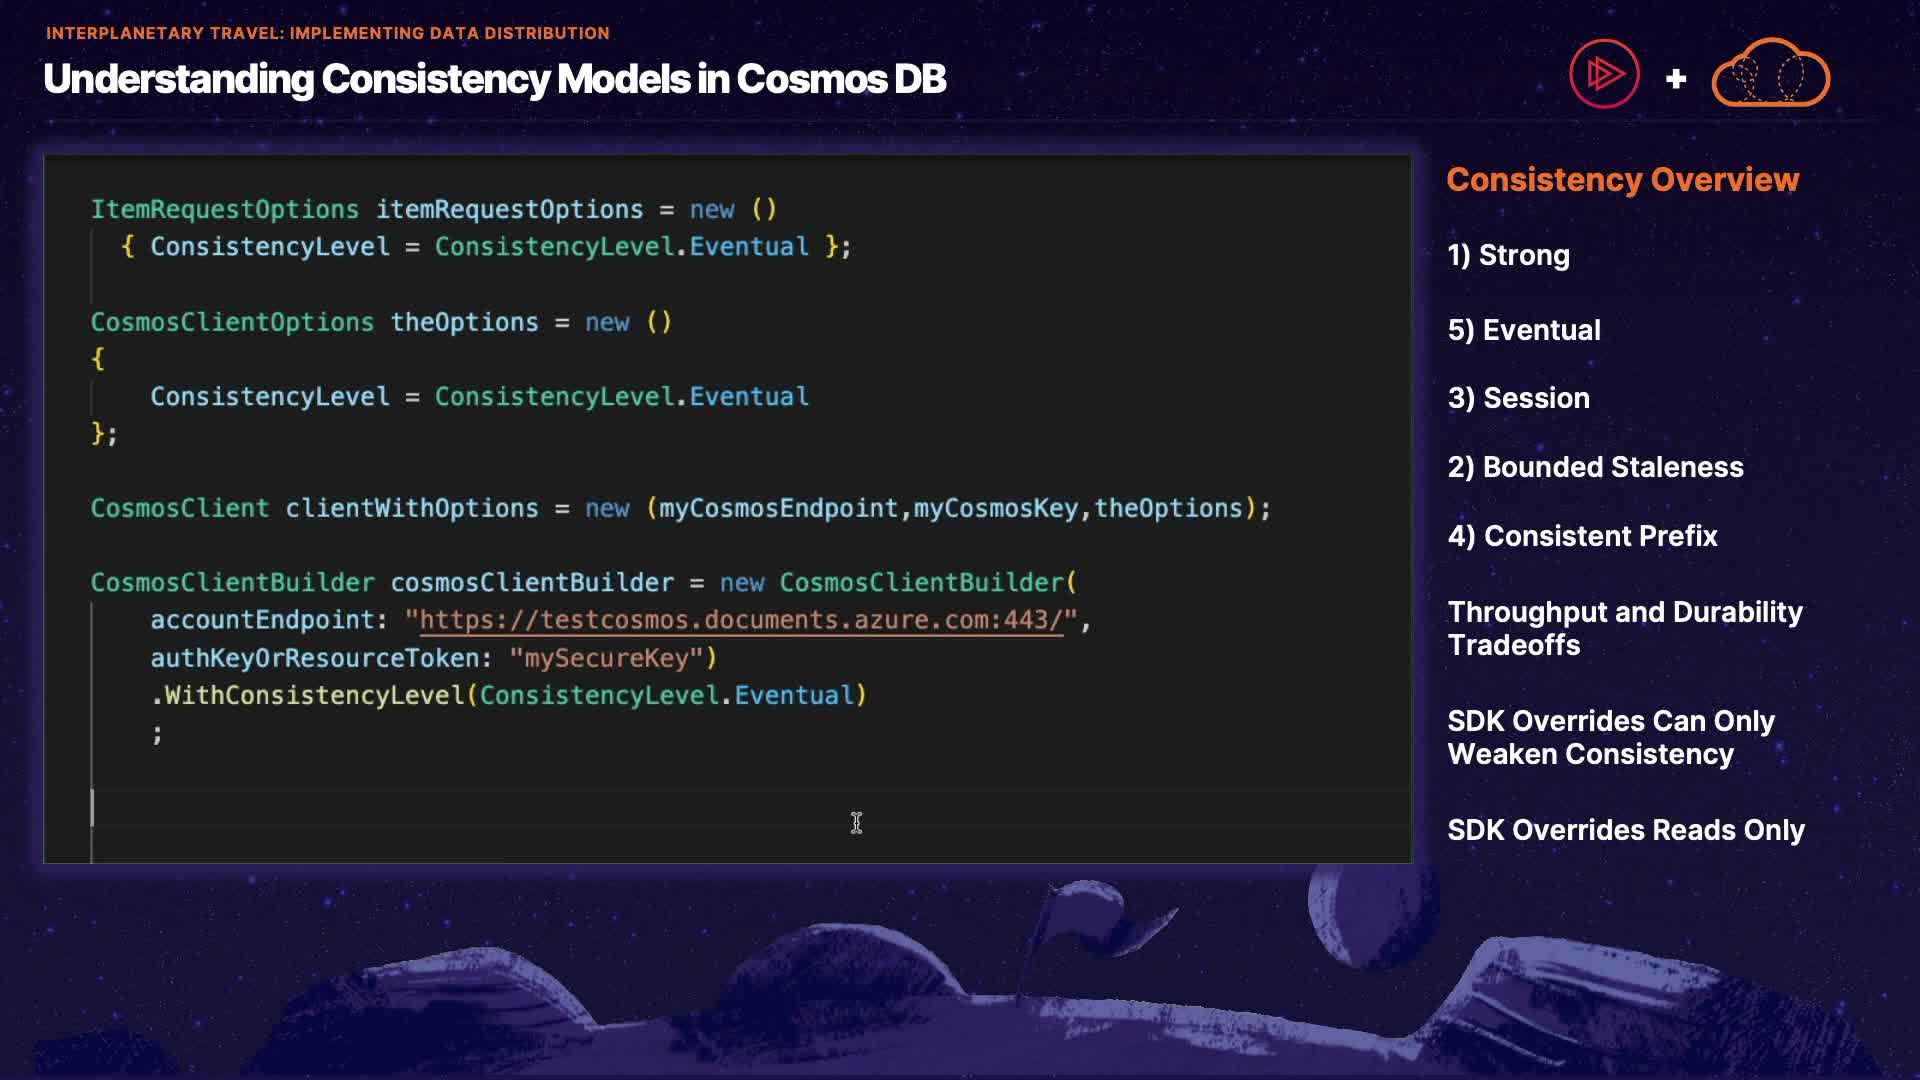 INTERPLANETARY TRAVEL: IMPLEMENTING DATA DISTRIBUTION
Understanding Consistency Models in Cosmos DB
+
ItemRequestOptions itemRequestOptions = new ()
{ ConsistencyLevel = ConsistencyLevel.Eventual };
CosmosClientOptions theOptions = new ()
{
ConsistencyLevel = ConsistencyLevel.Eventual
};
CosmosClient clientWithOptions = new (myCosmosEndpoint,myCosmosKey,theOptions);
CosmosClientBuilder cosmosClientBuilder = new CosmosClientBuilder(
accountEndpoint: "https://testcosmos.documents.azure.com:443/",
authKeyOrResourceToken: "mySecureKey")
.WithConsistencyLevel(ConsistencyLevel.Eventual)
;
Consistency Overview
1) Strong
5) Eventual
3) Session
2) Bounded Staleness
4) Consistent Prefix
Throughput and Durability
Tradeoffs
SDK Overrides Can Only
Weaken Consistency
SDK Overrides Reads Only